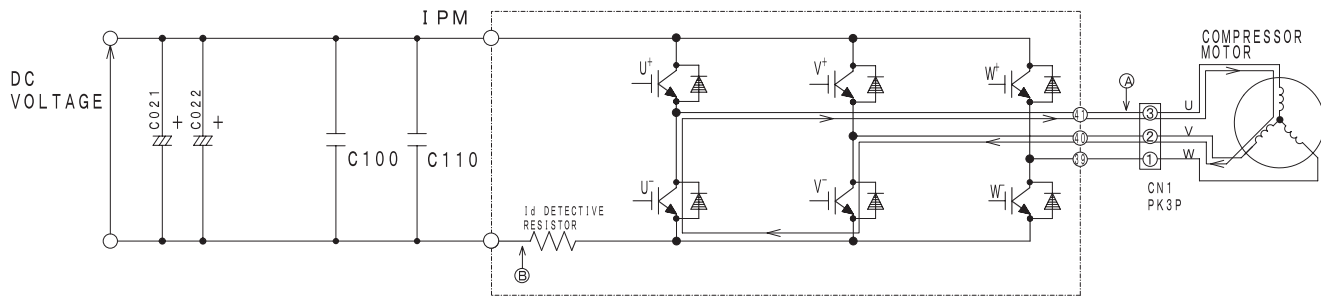 IPM
DC
VOLTAGE
C021
+
C022
+
C100
C110
U+
V+
W+
U-
V-
W-
Id DETECTIVE
RESISTOR
B
A
41
40
39
3
2
1
U
V
W
CN1
PK3P
COMPRESSOR
MOTOR